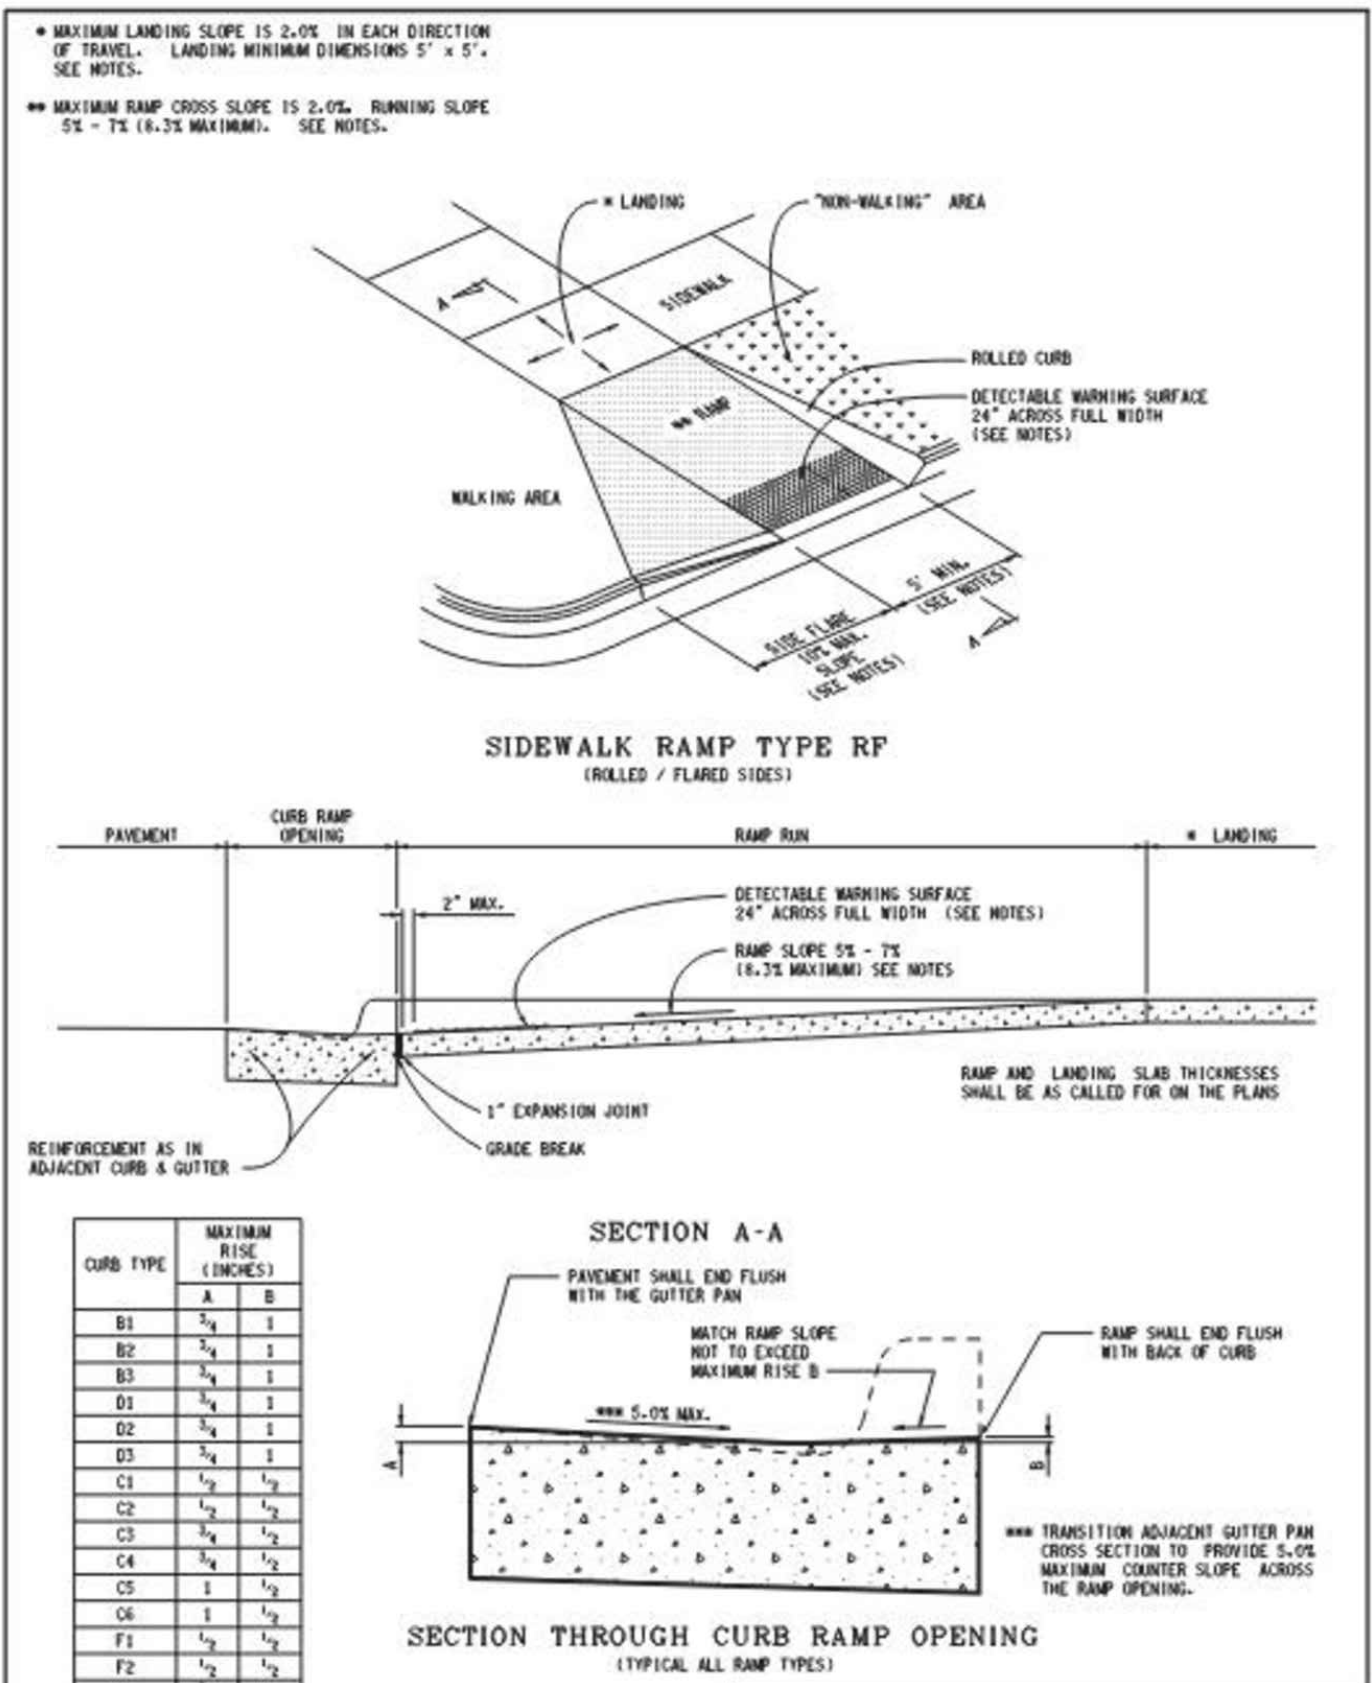 * MAXIMUM LANDING SLOPE IS 2.0% IN EACH DIRECTION
OF TRAVEL. LANDING MINIMUM DIMENSIONS 5' x 5'.
SEE NOTES.
** MAXIMUM RAMP CROSS SLOPE IS 2.0%. RUNNING SLOPE
5% - 7% (8.3% MAXIMUM). SEE NOTES.
* LANDING
"NON-WALKING" AREA
A
SIDEWALK
ROLLED CURB
DETECTABLE WARNING SURFACE
24" ACROSS FULL WIDTH
(SEE NOTES)
** RAMP
WALKING AREA
5' MIN.
(SEE NOTES)
SIDE FLARE
10% MAX.
SLOPE
(SEE NOTES)
A
SIDEWALK RAMP TYPE RF
(ROLLED / FLARED SIDES)
PAVEMENT
CURB RAMP
OPENING
RAMP RUN
* LANDING
2" MAX.
DETECTABLE WARNING SURFACE
24" ACROSS FULL WIDTH (SEE NOTES)
RAMP SLOPE 5% - 7%
(8.3% MAXIMUM) SEE NOTES
RAMP AND LANDING SLAB THICKNESSES
SHALL BE AS CALLED FOR ON THE PLANS
1" EXPANSION JOINT
GRADE BREAK
REINFORCEMENT AS IN
ADJACENT CURB & GUTTER
SECTION A-A
CURB TYPE
MAXIMUM
RISE
(INCHES)
A B
B1 3/4 1
B2 3/4 1
B3 3/4 1
D1 3/4 1
D2 3/4 1
D3 3/4 1
C1 1/2 1/2
C2 1/2 1/2
C3 3/4 1/2
C4 3/4 1/2
C5 1 1/2
C6 1 1/2
F1 1/2 1/2
F2 1/2 1/2
PAVEMENT SHALL END FLUSH
WITH THE GUTTER PAN
MATCH RAMP SLOPE
NOT TO EXCEED
MAXIMUM RISE B
RAMP SHALL END FLUSH
WITH BACK OF CURB
*** 5.0% MAX.
A
B
*** TRANSITION ADJACENT GUTTER PAN
CROSS SECTION TO PROVIDE 5.0%
MAXIMUM COUNTER SLOPE ACROSS
THE RAMP OPENING.
SECTION THROUGH CURB RAMP OPENING
(TYPICAL ALL RAMP TYPES)